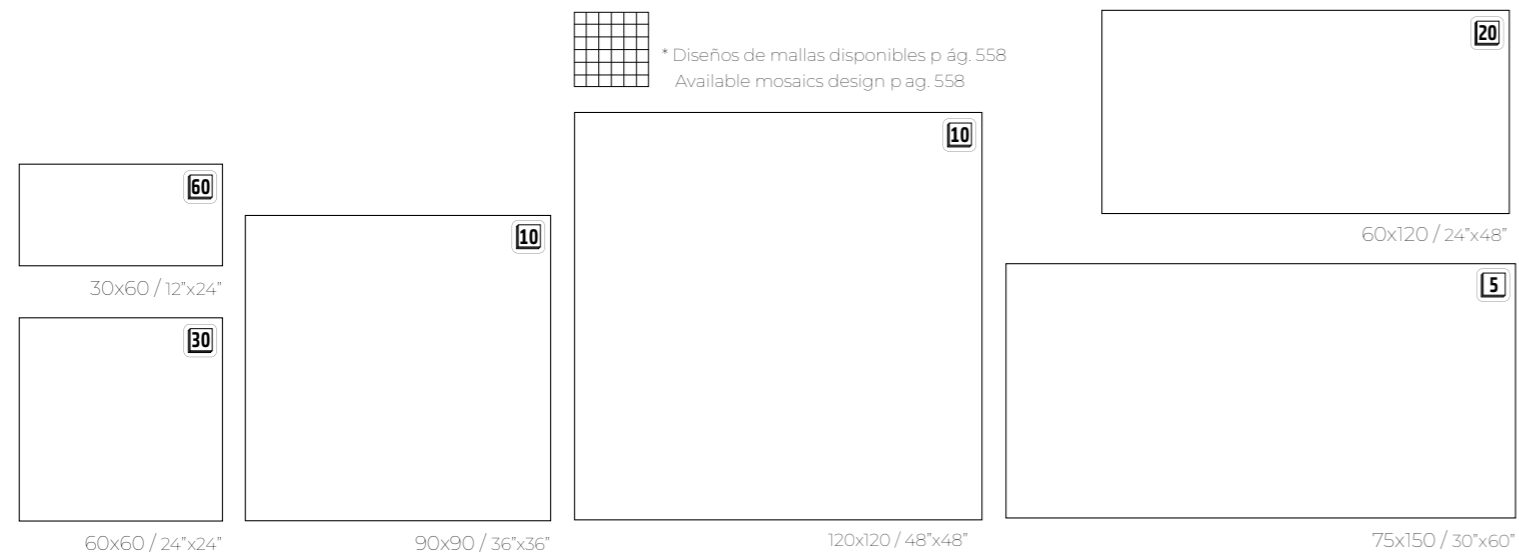 * Diseños de mallas disponibles p ág. 558
Available mosaics design p ag. 558
60
30x60 / 12”x24”
30
60x60 / 24”x24”
10
90x90 / 36”x36”
10
120x120 / 48”x48”
20
60x120 / 24”x48”
5
75x150 / 30”x60”